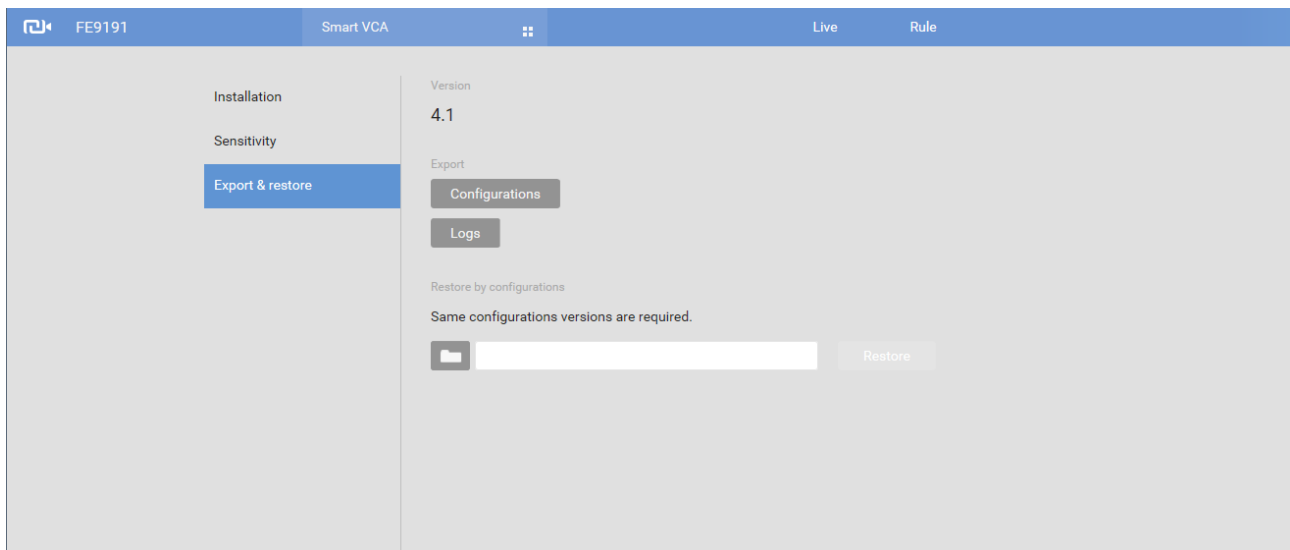 FE9191
Smart VCA
Live
Rule
Installation
Sensitivity
Export & restore
Version
4.1
Export
Configurations
Logs
Restore by configurations
Same configurations versions are required.
Restore